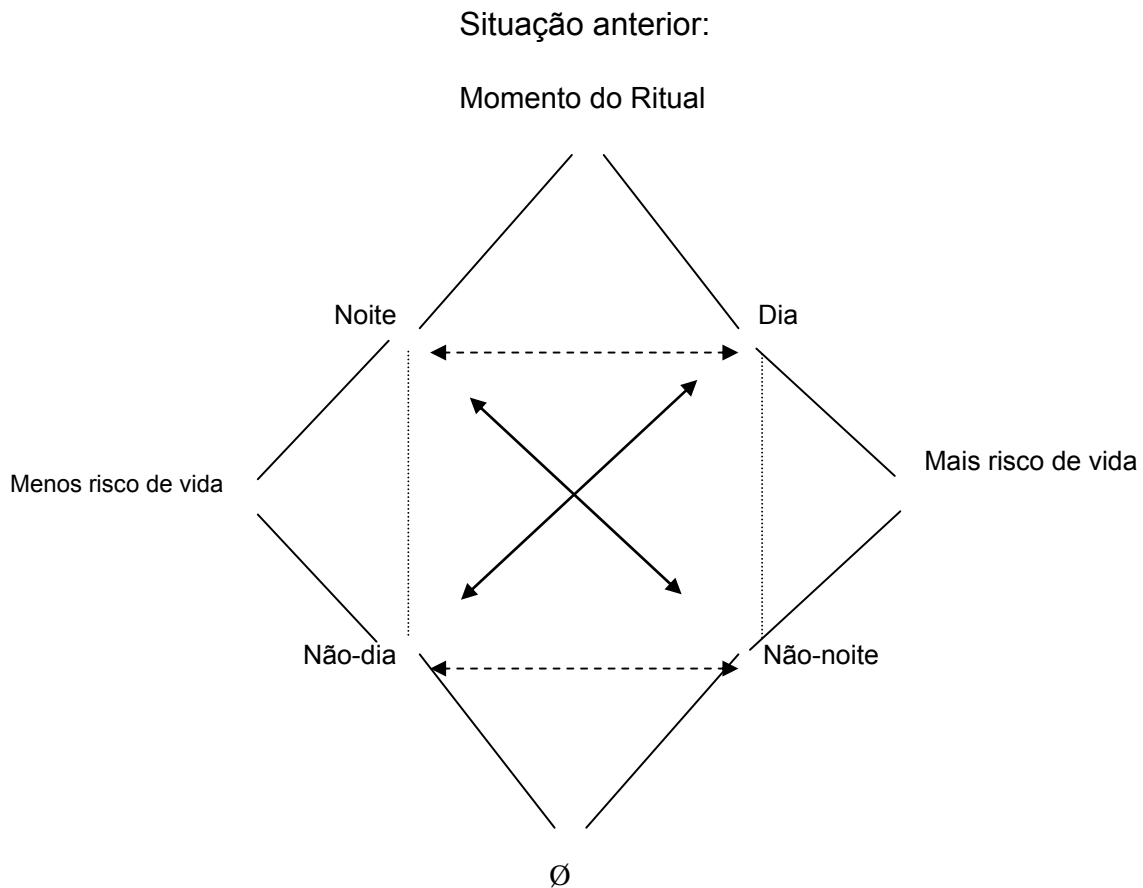 Situação anterior:
Momento do Ritual
Noite
Dia
Menos risco de vida
Mais risco de vida
Não-dia
Não-noite
Ø